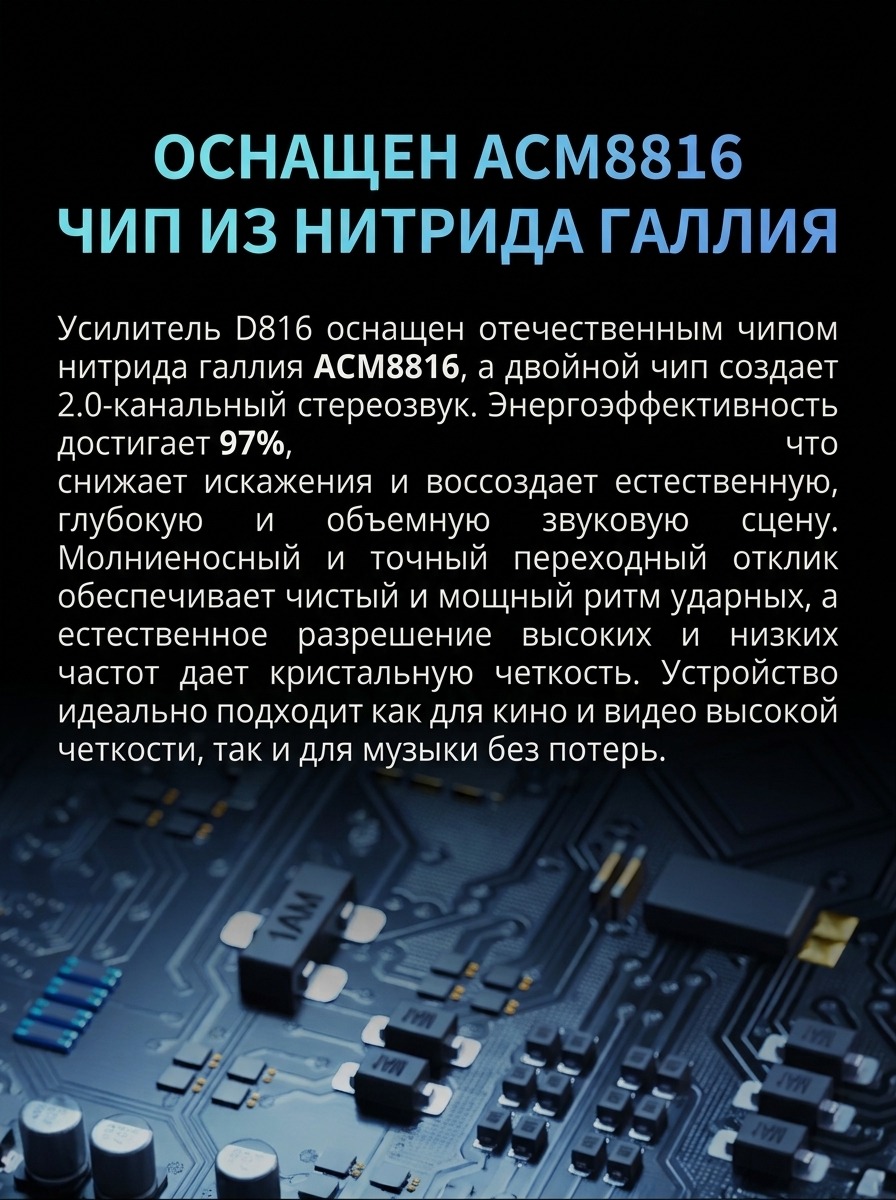 ОСНАЩЕН ACM8816
ЧИП ИЗ НИТРИДА ГАЛЛИЯ
Усилитель D816 оснащен отечественным чипом
нитрида галлия ACM8816, а двойной чип создает
2.0-канальный стереозвук. Энергоэффективность
достигает 97%, что
снижает искажения и воссоздает естественную,
глубокую и объемную звуковую сцену.
Молниеносный и точный переходный отклик
обеспечивает чистый и мощный ритм ударных, а
естественное разрешение высоких и низких
частот дает кристальную четкость. Устройство
идеально подходит как для кино и видео высокой
четкости, так и для музыки без потерь.
1AM